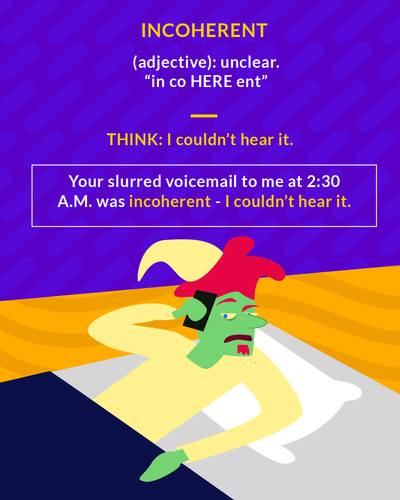 INCOHERENT
(adjective): unclear.
“in co HERE ent”
THINK: I couldn’t hear it.
Your slurred voicemail to me at 2:30
A.M. was incoherent - I couldn’t hear it.